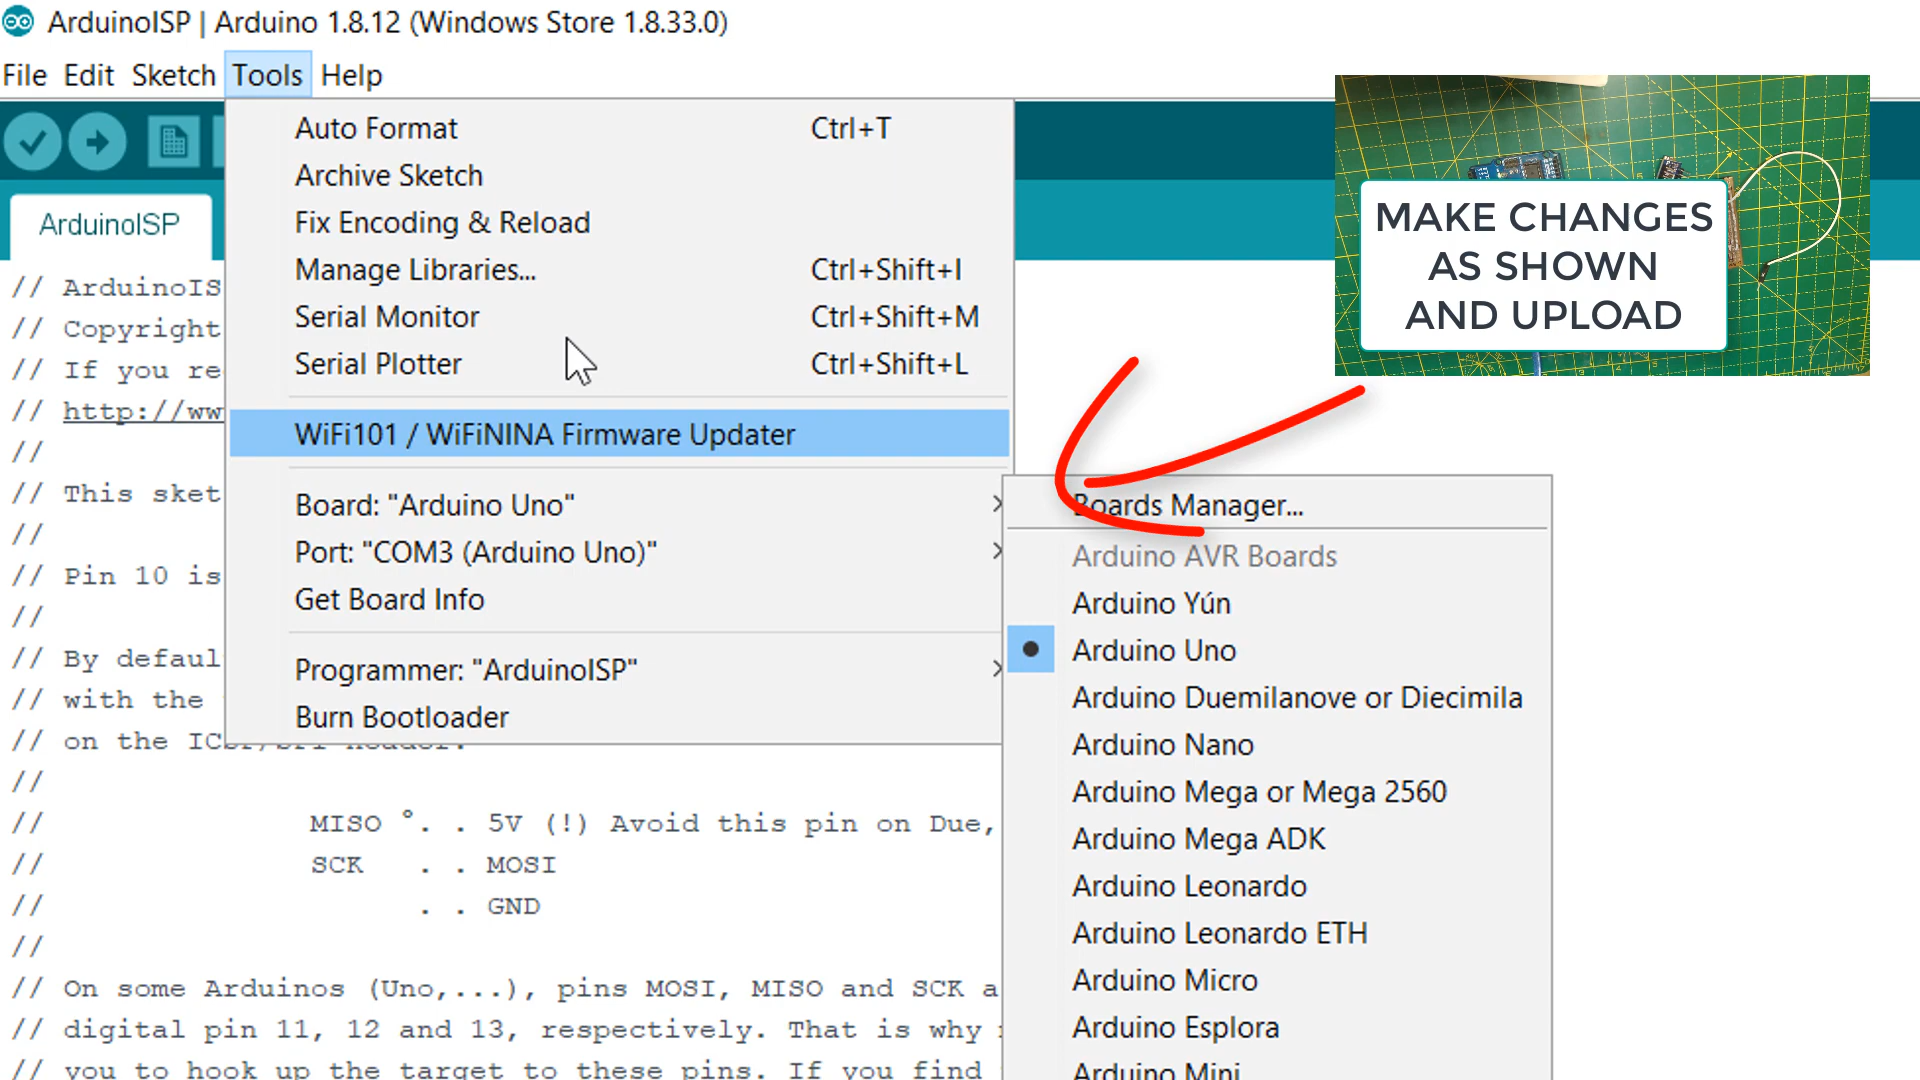 ArduinoISP | Arduino 1.8.12 (Windows Store 1.8.33.0)
File Edit Sketch Tools Help
Auto Format Ctrl+T
Archive Sketch
Fix Encoding & Reload
Manage Libraries... Ctrl+Shift+I
Serial Monitor Ctrl+Shift+M
Serial Plotter Ctrl+Shift+L
WiFi101 / WiFiNINA Firmware Updater
Board: "Arduino Uno"
Port: "COM3 (Arduino Uno)"
Get Board Info
Programmer: "ArduinoISP"
Burn Bootloader
Boards Manager...
Arduino AVR Boards
Arduino Yún
Arduino Uno
Arduino Duemilanove or Diecimila
Arduino Nano
Arduino Mega or Mega 2560
Arduino Mega ADK
Arduino Leonardo
Arduino Leonardo ETH
Arduino Micro
Arduino Esplora
Arduino Mini
MAKE CHANGES
AS SHOWN
AND UPLOAD
ArduinoISP
// ArduinoIS
// Copyright
// If you re
// http://ww
//
// This sket
//
// Pin 10 is
//
// By defaul
// with the
// on the
//
// MISO °. . 5V (!) Avoid this pin on Due,
// SCK . . MOSI
// . . GND
//
// On some Arduinos (Uno,...), pins MOSI, MISO and SCK a
// digital pin 11, 12 and 13, respectively. That is why
// you to hook up the target to these pins. If you find